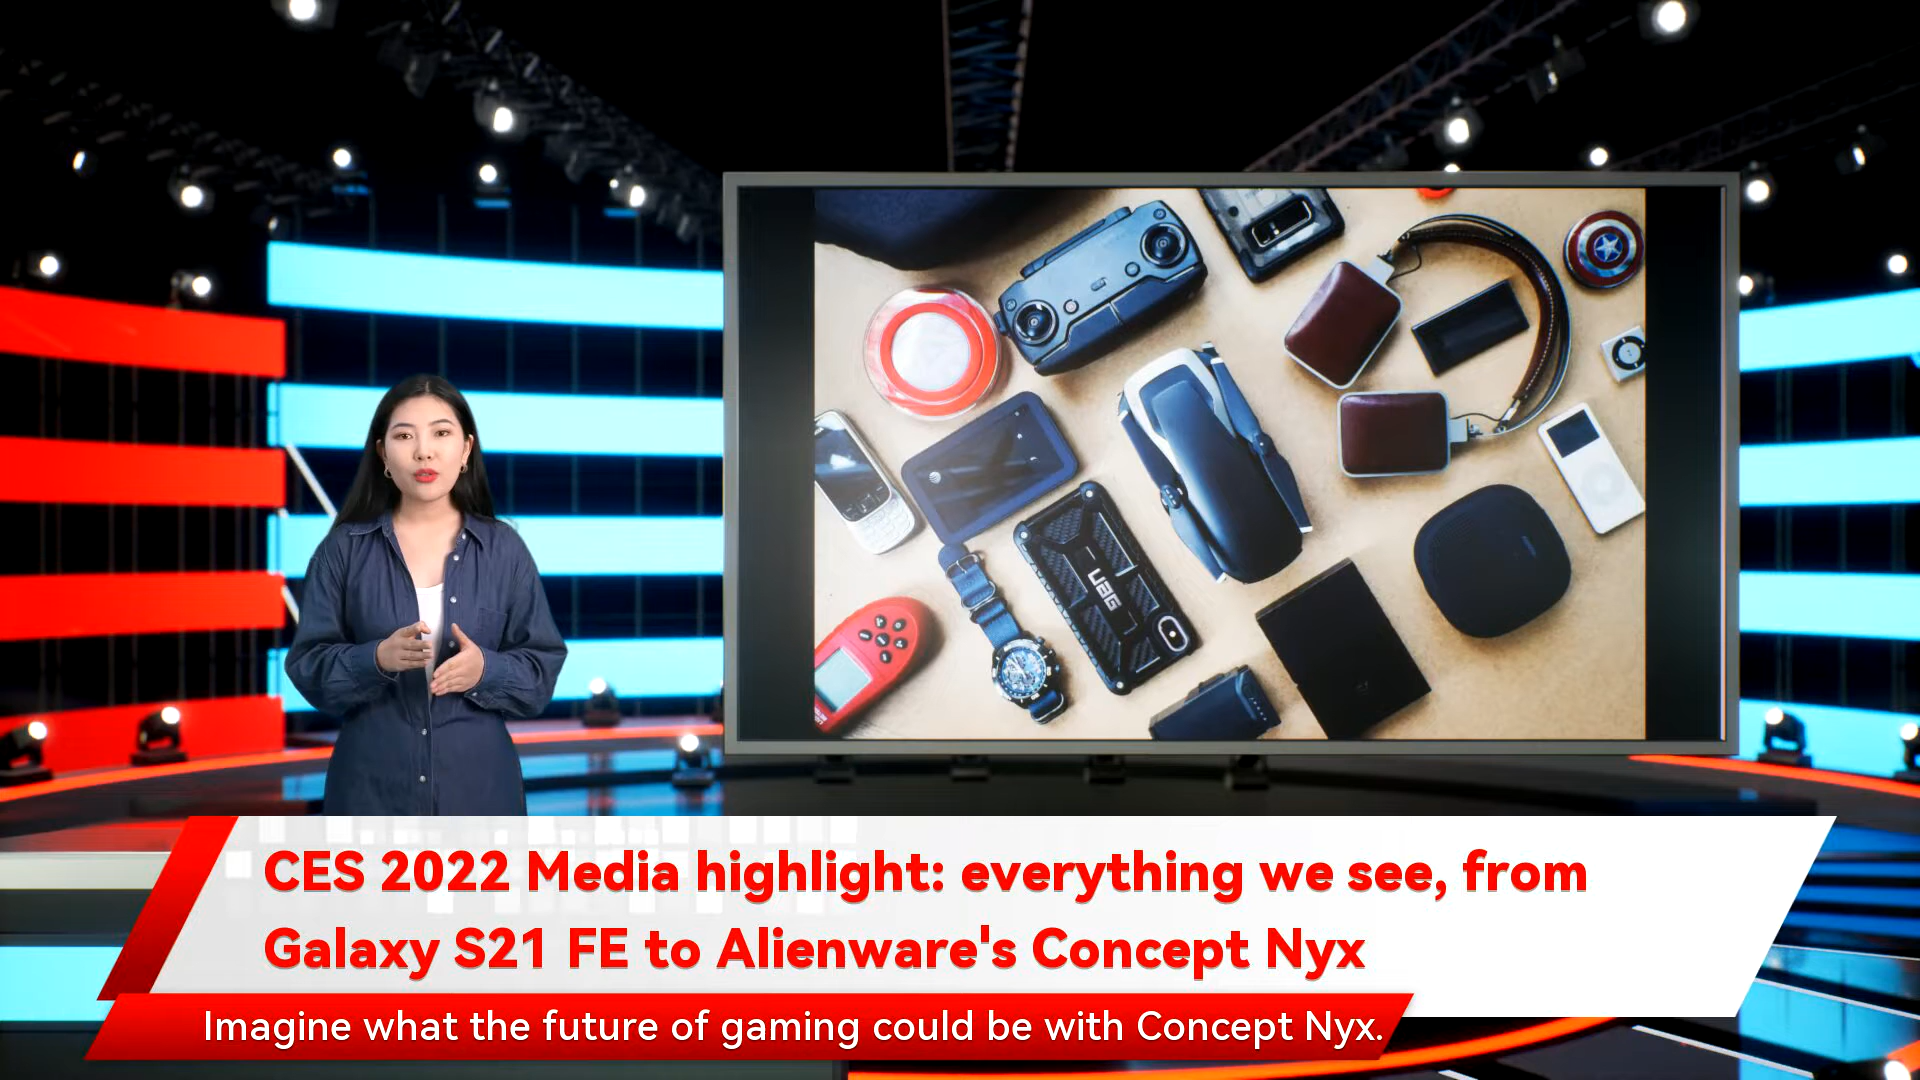 UAG
CES 2022 Media highlight: everything we see, from
Galaxy S21 FE to Alienware's Concept Nyx
Imagine what the future of gaming could be with Concept Nyx.